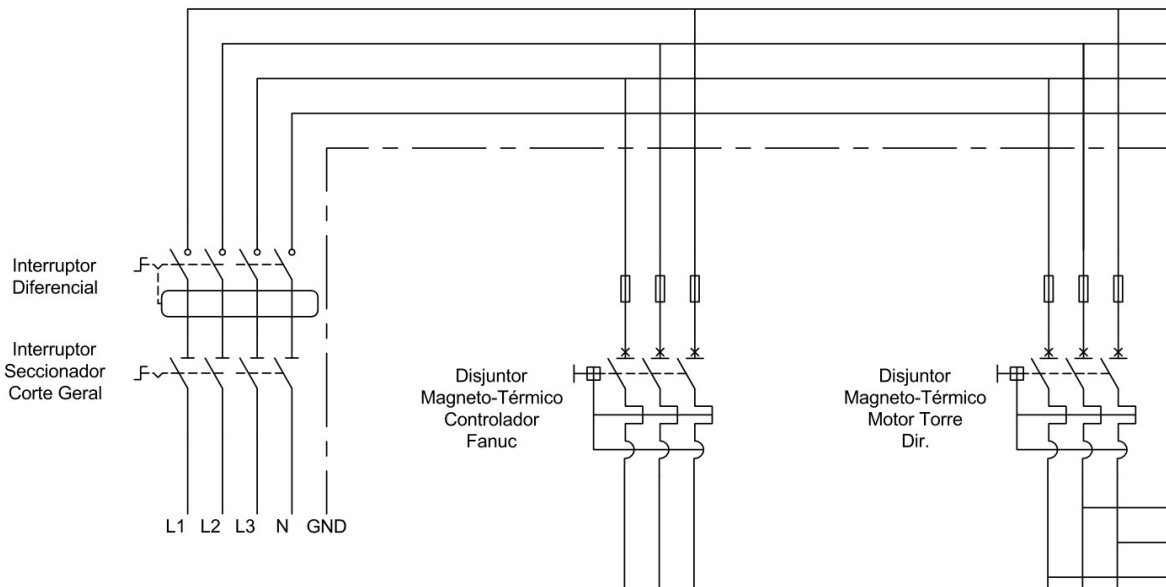 Interruptor
Diferencial
Interruptor
Seccionador
Corte Geral
Disjuntor
Magneto-Térmico
Controlador
Fanuc
Disjuntor
Magneto-Térmico
Motor Torre
Dir.
L1 L2 L3 N GND